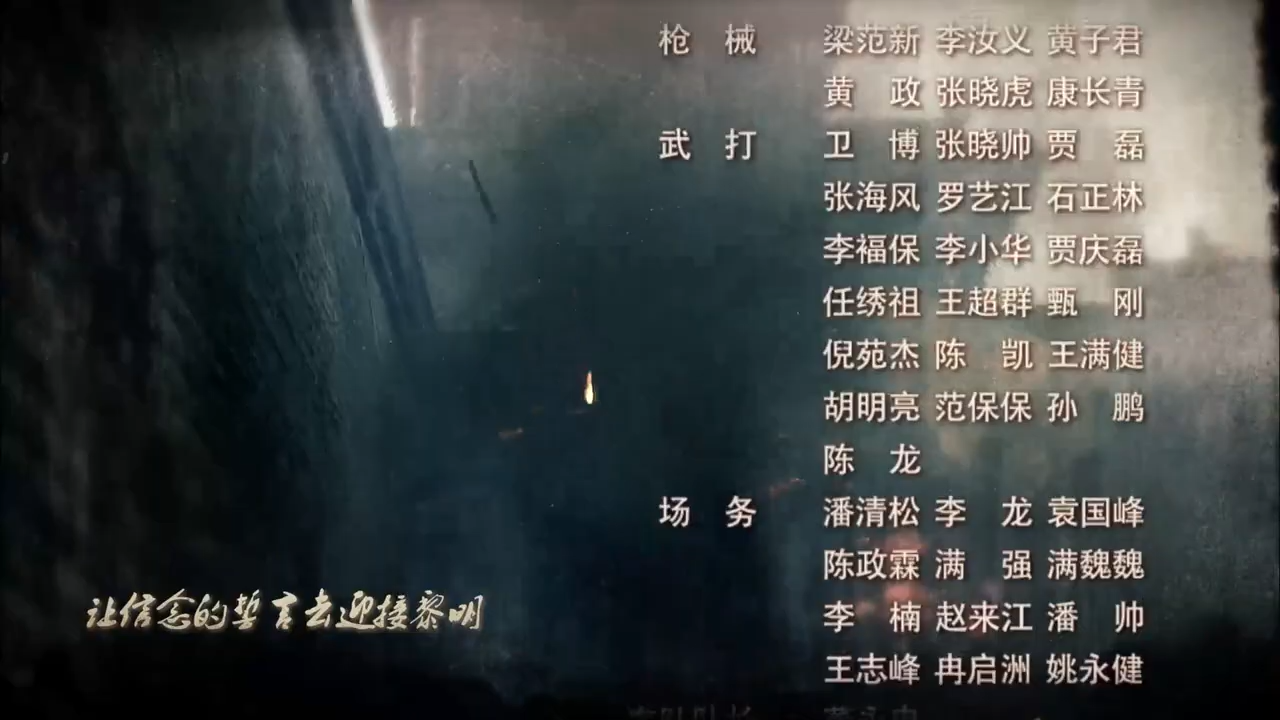 枪 械 梁范新 李汝义 黄子君
黄 政 张晓虎 康长青
武 打 卫 博 张晓帅 贾 磊
张海风 罗艺江 石正林
李福保 李小华 贾庆磊
任绣祖 王超群 甄 刚
倪苑杰 陈 凯 王满健
胡明亮 范保保 孙 鹏
陈 龙
场 务 潘清松 李 龙 袁国峰
陈政霖 满 强 满魏魏
李 楠 赵来江 潘 帅
王志峰 冉启洲 姚永健
让信念的誓言去迎接黎明